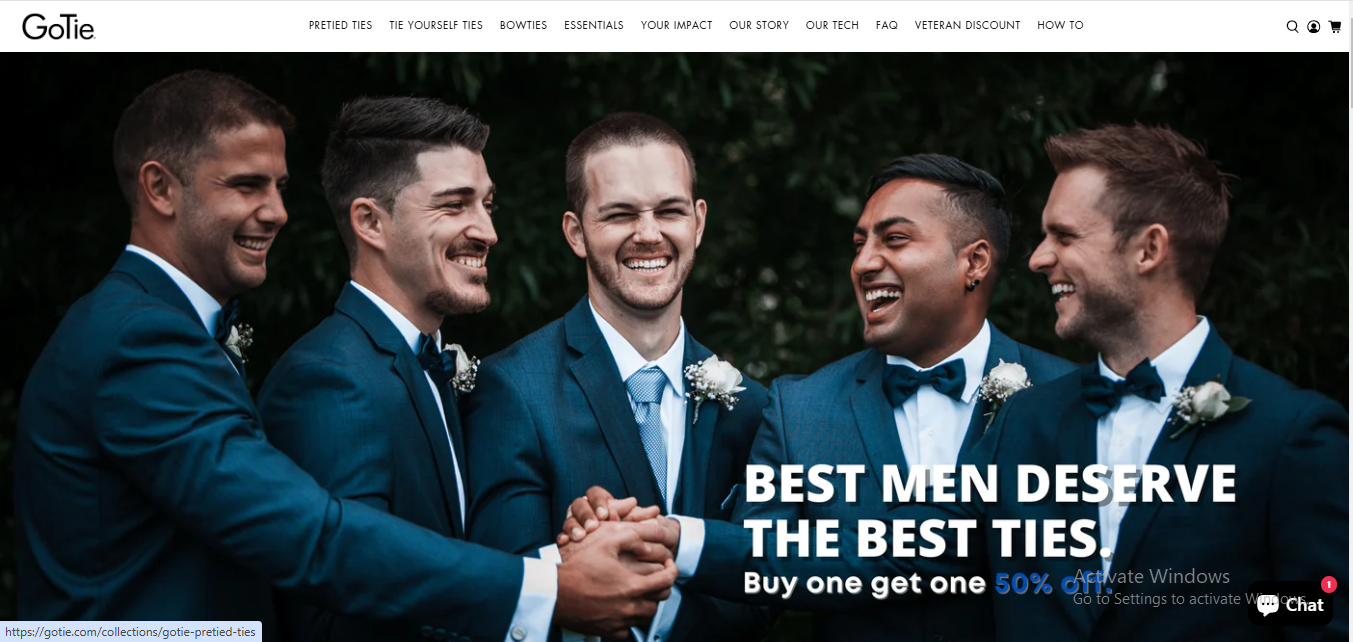 GoTie
PRETIED TIES TIE YOURSELF TIES BOWTIES ESSENTIALS YOUR IMPACT OUR STORY OUR TECH FAQ VETERAN DISCOUNT HOW TO
BEST MEN DESERVE
THE BEST TIES.
Buy one get one 50% off.
Activate Windows
Go to Settings to activate Windows.
1
Chat
https://gotie.com/collections/gotie-pretied-ties